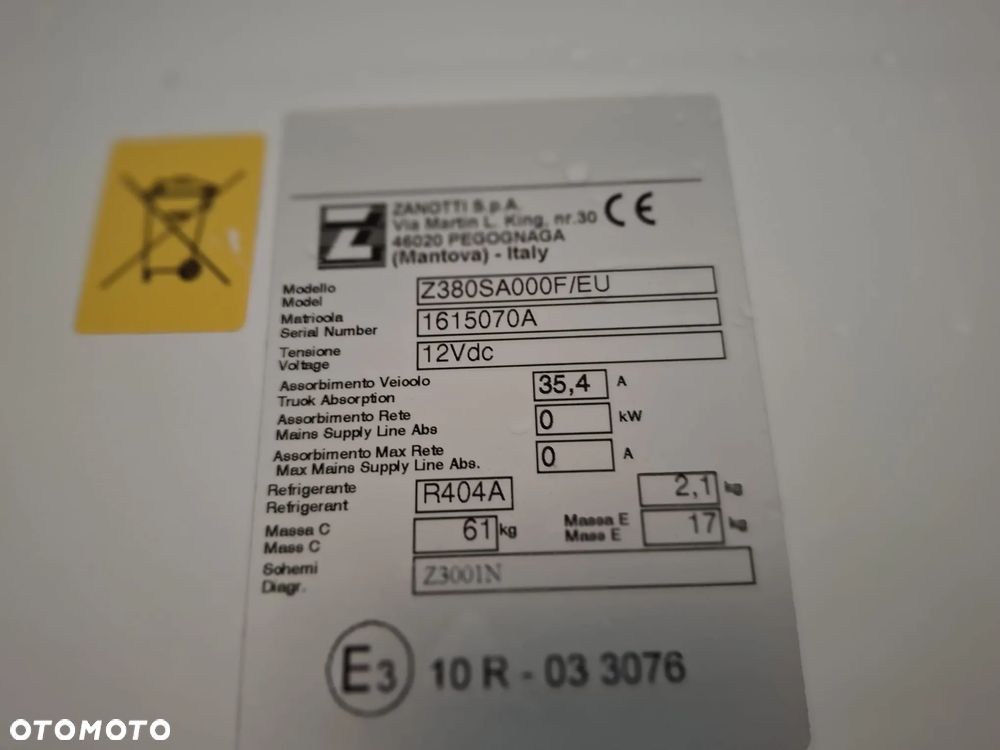 ZANOTTI S.p.A.
Via Martin L. King, nr.30
46020 PEGOGNAGA
(Mantova) - Italy
CE
Modello
Model
Z380SA000F/EU
Matricola
Serial Number
1615070A
Tensione
Voltage
12Vdc
Assorbimento Veicolo
Truck Absorption
35,4 A
Assorbimento Rete
Mains Supply Line Abs
0 kW
Assorbimento Max Rete
Max Mains Supply Line Abs.
0 A
Refrigerante
Refrigerant
R404A 2,1 kg
Massa C
Mass C
61 kg
Massa E
Mass E
17 kg
Schemi
Diagr.
Z3001N
E3 10 R - 03 3076
OTOMOTO